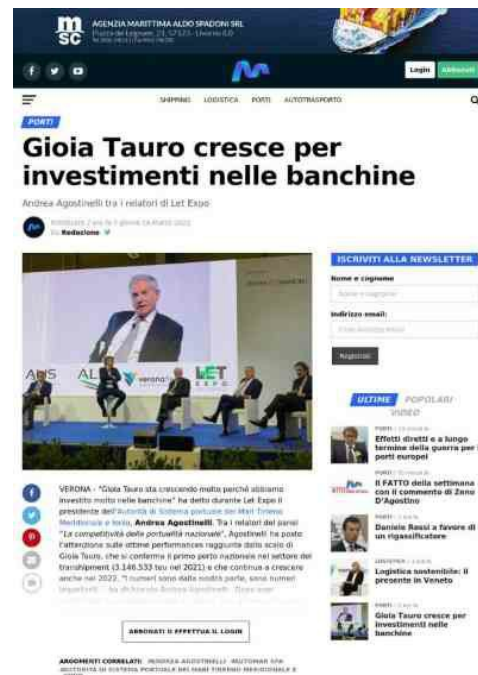 msc
AGENZIA MARITTIMA ALDO SPADONI SRL
Login
Abbonati
SHIPPING LOGISTICA PORTI AUTOTRASPORTO
PORTI
Gioia Tauro cresce per
investimenti nelle banchine
Andrea Agostinelli tra i relatori di Let Expo
Redazione
ISCRIVITI ALLA NEWSLETTER
Nome e cognome
Indirizzo email:
Registrati
LET
EXPO
ULTIME POPOLARI
VIDEO
Effetti diretti e a lungo
termine della guerra per i
porti europei
Il FATTO della settimana
con il commento di Zeno
D'Agostino
Daniele Rossi a favore di
un rigassificatore
Logistica sostenibile: il
presente in Veneto
Gioia Tauro cresce per
investimenti nelle
banchine
VERONA - "Gioia Tauro sta crescendo molto perché abbiamo
investito molto nelle banchine" ha detto durante Let Expo il
presidente dell'Autorità di Sistema portuale dei Mari Tirreno
Meridionale e Ionio, Andrea Agostinelli. Tra i relatori del panel
"La competitività della portualità nazionale", Agostinelli ha posto
l'attenzione sulle ottime performances raggiunte dallo scalo di
Gioia Tauro, che si conferma il primo porto nazionale nel settore del
transhipment (3.146.533 teu nel 2021) e che continua a crescere
anche nel 2022. "I numeri sono dalla nostra parte, sono numeri
ABBONATI O EFFETTUA IL LOGIN
ARGOMENTI CORRELATI: #ANDREA AGOSTINELLI #AUTOMAR SPA